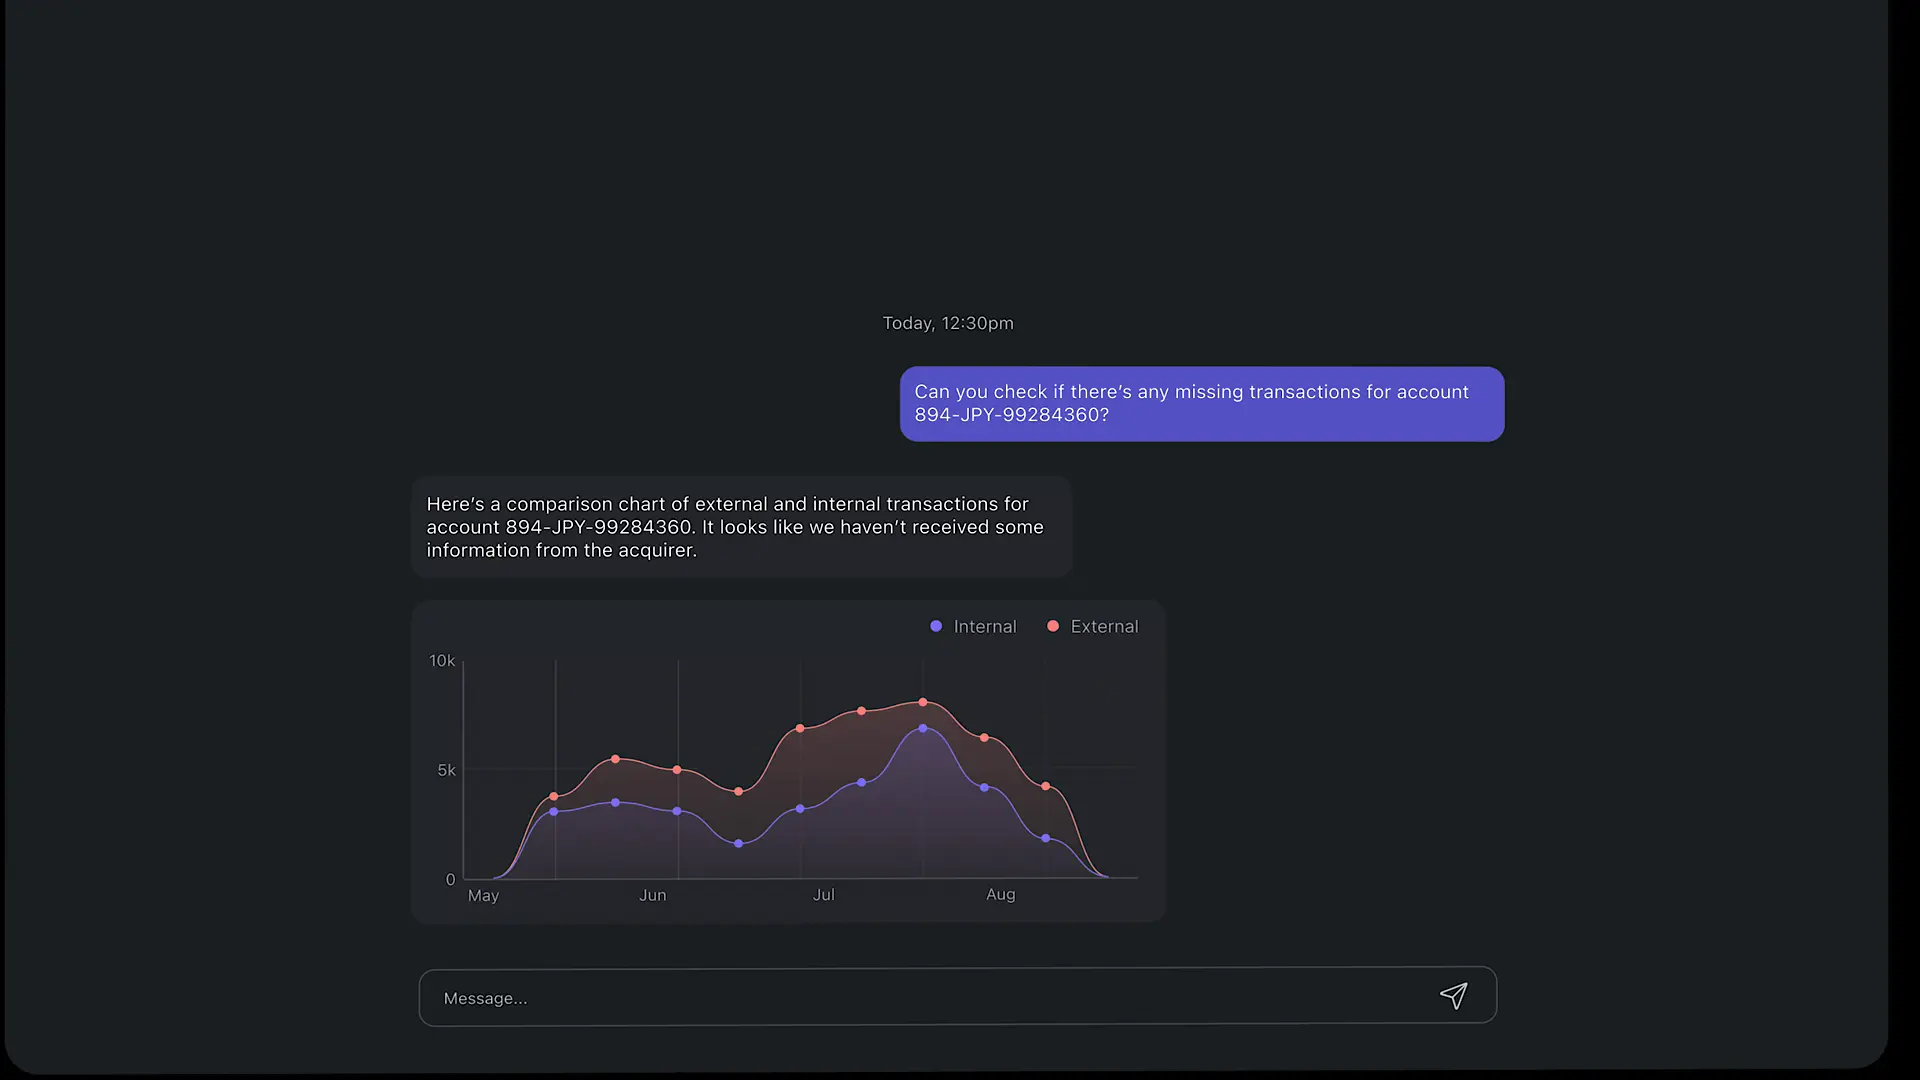 Today, 12:30pm
Can you check if there’s any missing transactions for account
894-JPY-99284360?
Here’s a comparison chart of external and internal transactions for
account 894-JPY-99284360. It looks like we haven’t received some
information from the acquirer.
Internal External
10k
5k
0
May Jun Jul Aug
Message...